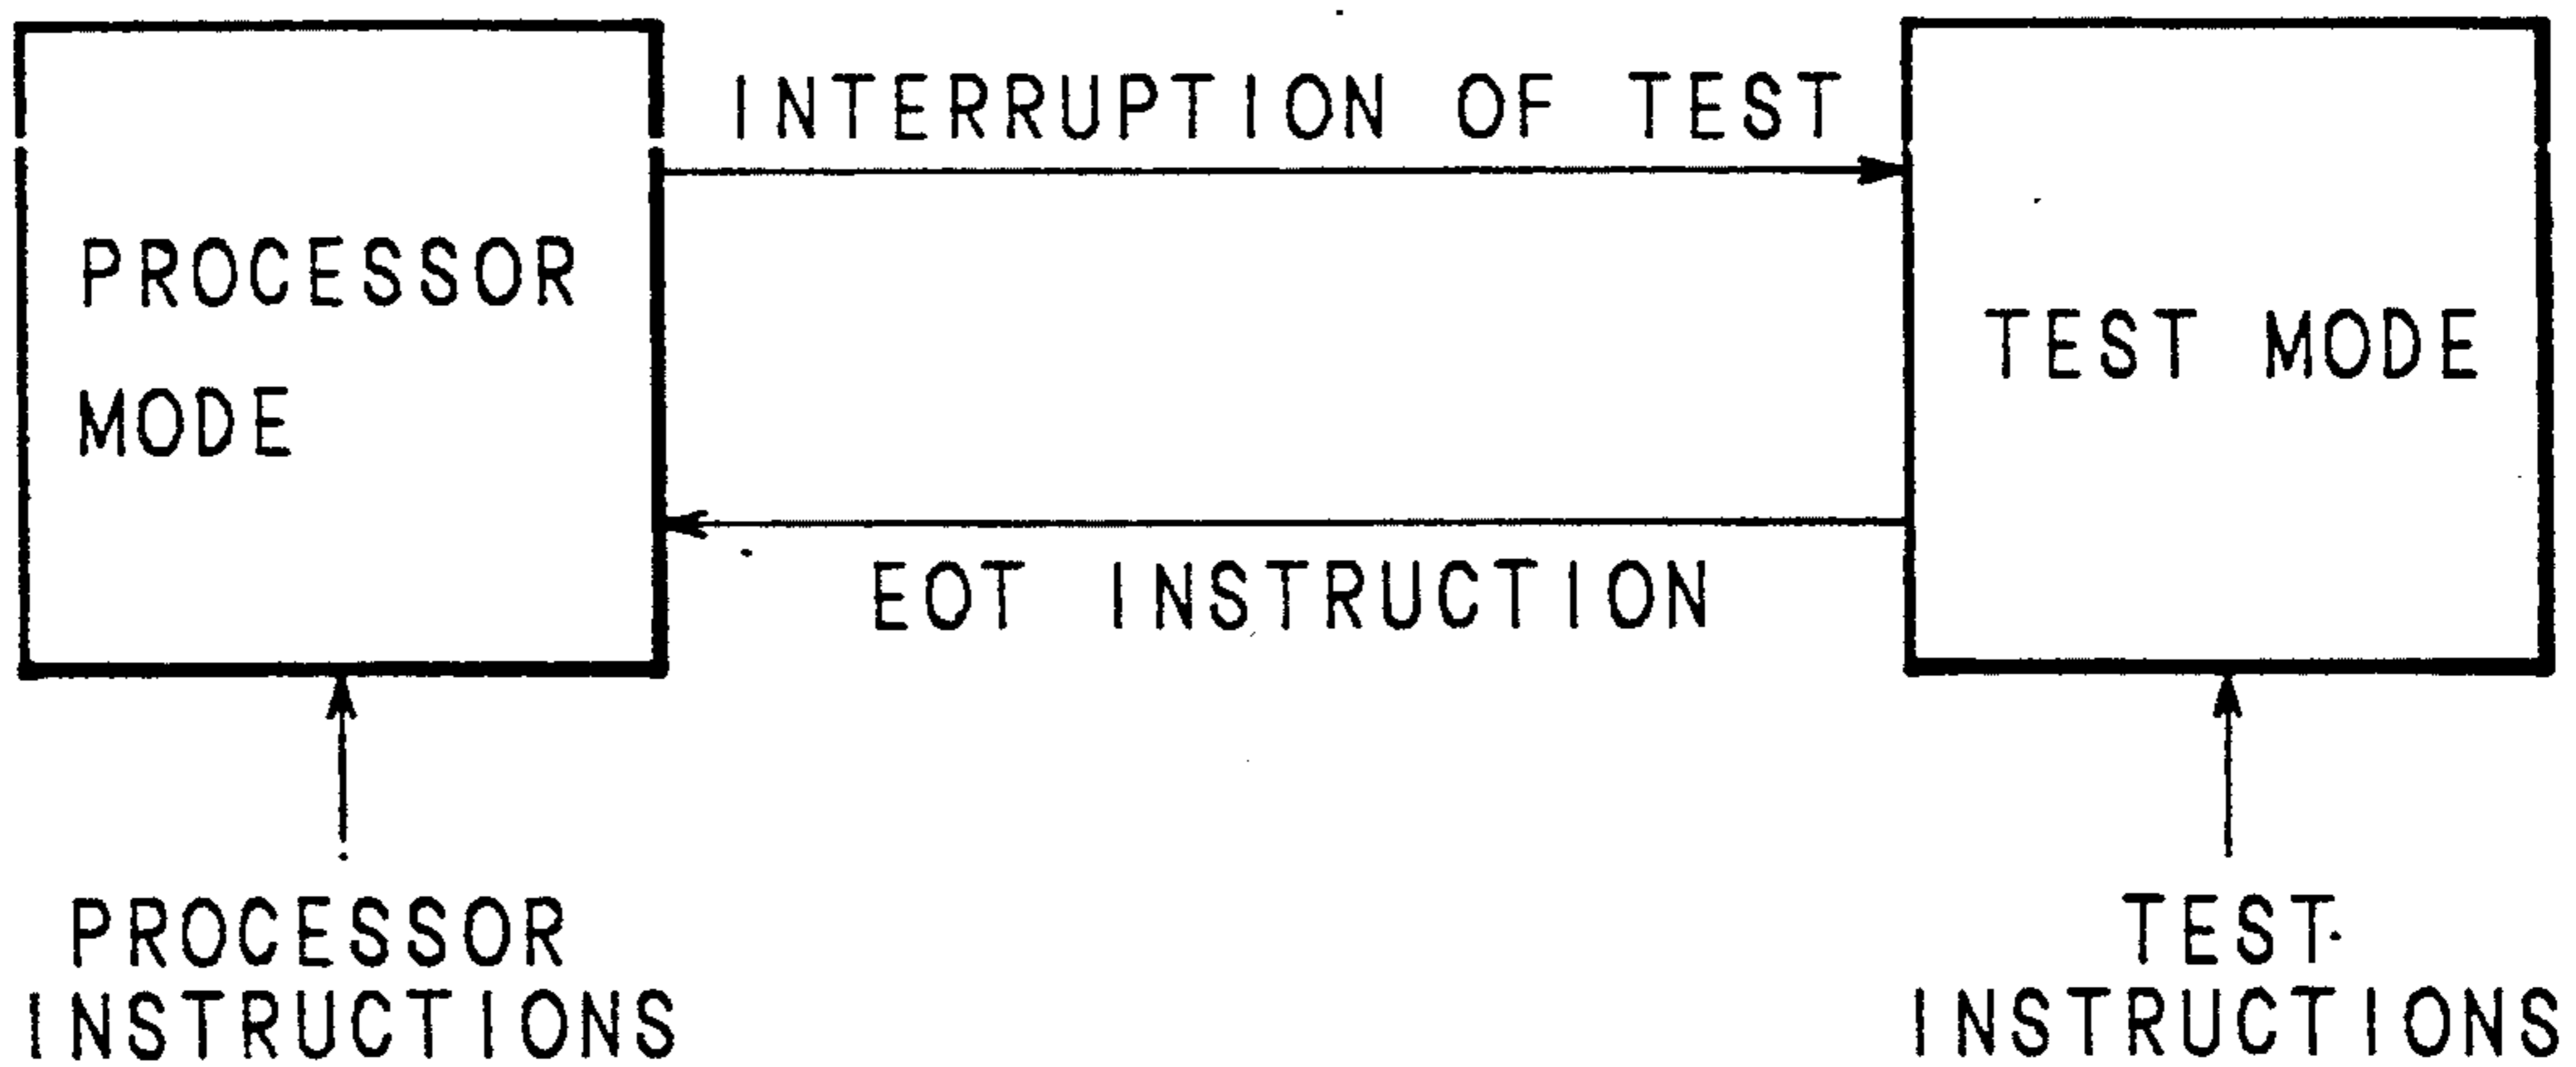 INTERRUPTION OF TEST
PROCESSOR
MODE
TEST MODE
EOT INSTRUCTION
PROCESSOR
INSTRUCTIONS
TEST
INSTRUCTIONS